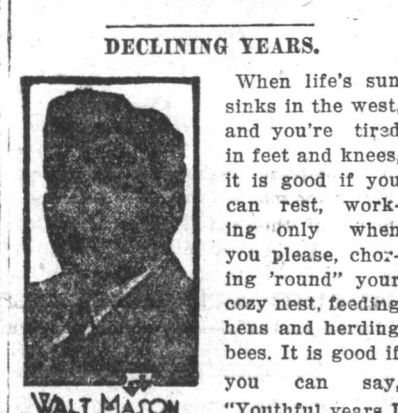 DECLINING YEARS.
When life's sun
sinks in the west,
and you're tired
in feet and knees,
it is good if you
can rest, work-
ing only when
you please, chor-
ing 'round" your
cozy nest, feeding
hens and herding
bees. It is good if
you can say,
"Youthful years I
WALT MASON